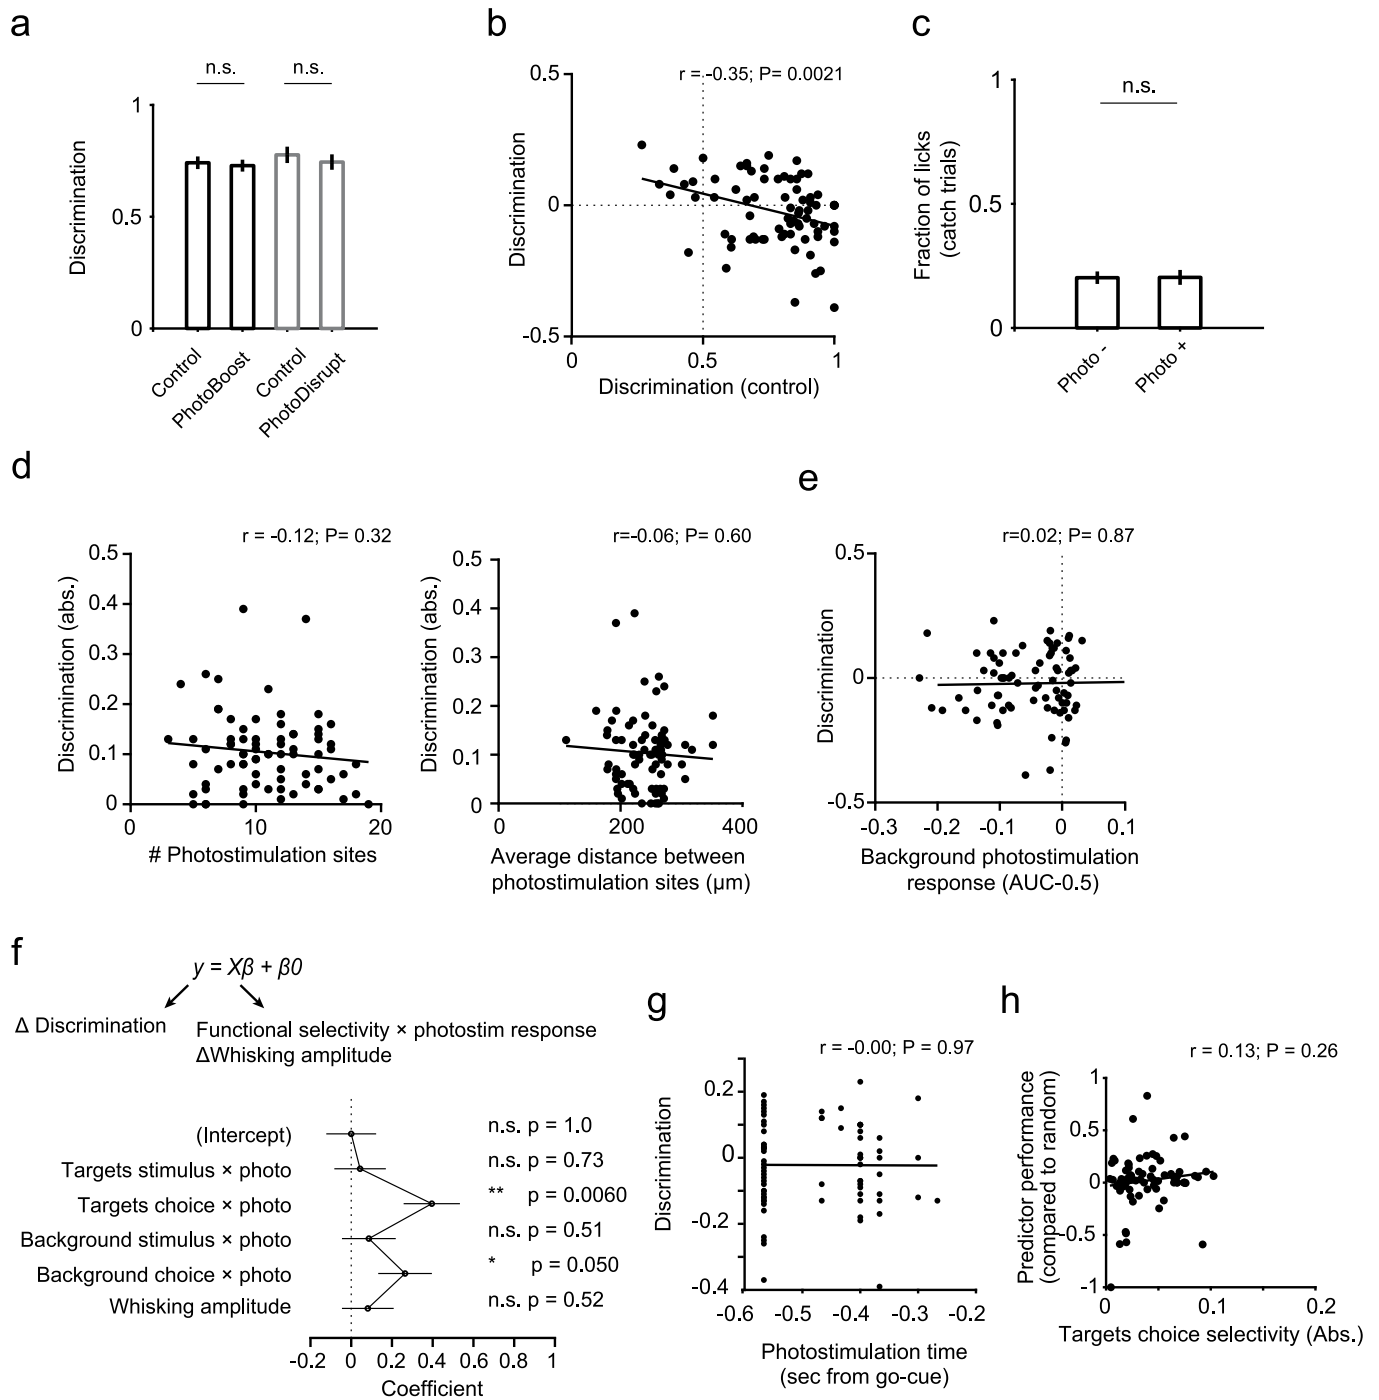 a
n.s.
n.s.
1
0.5
0
Discrimination
Control
PhotoBoost
Control
PhotoDisrupt
b
r = -0.35; P= 0.0021
0.5
0
-0.5
Discrimination
0
0.5
1
Discrimination (control)
c
n.s.
1
0.5
0
Fraction of licks
(catch trials)
Photo -
Photo +
d
r = -0.12; P= 0.32
0.5
0.4
0.3
0.2
0.1
0
Discrimination (abs.)
0
10
20
# Photostimulation sites
r=-0.06; P= 0.60
0.5
0.4
0.3
0.2
0.1
0
Discrimination (abs.)
0
200
400
Average distance between
photostimulation sites (µm)
e
r=0.02; P= 0.87
0.5
0
-0.5
Discrimination
-0.3
-0.2
-0.1
0
0.1
Background photostimulation
response (AUC-0.5)
f
y = Xβ + β0
Δ Discrimination
Functional selectivity × photostim response
ΔWhisking amplitude
(Intercept)
n.s. p = 1.0
Targets stimulus × photo
n.s. p = 0.73
Targets choice × photo
** p = 0.0060
Background stimulus × photo
n.s. p = 0.51
Background choice × photo
* p = 0.050
Whisking amplitude
n.s. p = 0.52
-0.2
0
0.2
0.4
0.6
0.8
1
Coefficient
g
r = -0.00; P = 0.97
0.2
0
-0.2
-0.4
Discrimination
-0.6
-0.5
-0.4
-0.3
-0.2
Photostimulation time
(sec from go-cue)
h
r = 0.13; P = 0.26
1
0.5
0
-0.5
-1
Predictor performance
(compared to random)
0
0.1
0.2
Targets choice selectivity (Abs.)